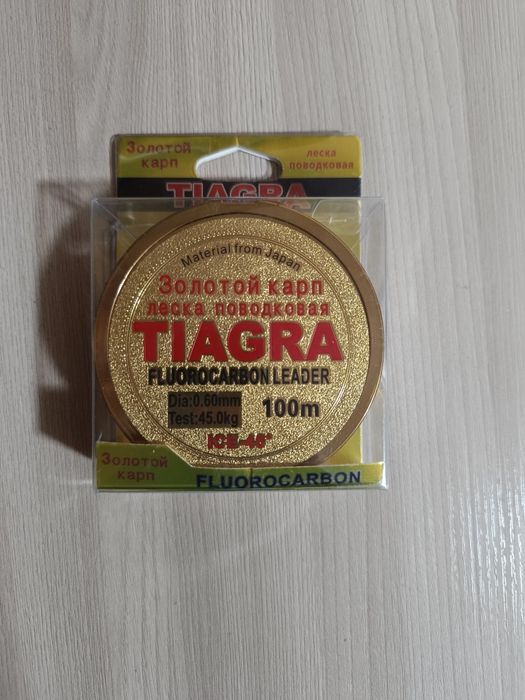 Золотой
карп
леска
поводковая
TIAGRA
Material from Japan
Золотой карп
леска поводковая
TIAGRA
FLUOROCARBON LEADER
Dia:0.60mm
Test:45.0kg
100m
ICE-45°
Золотой
карп
FLUOROCARBON